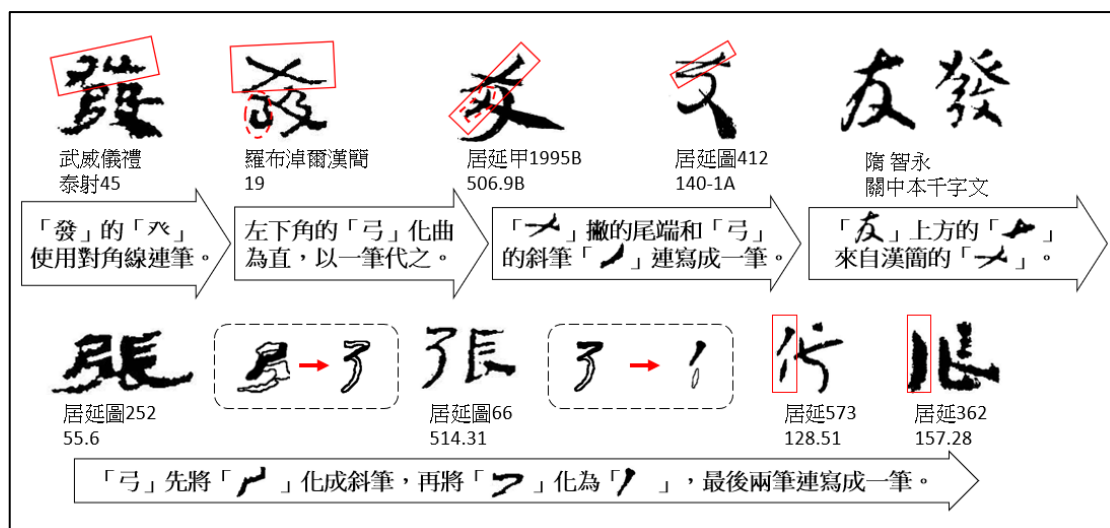 武威儀禮
泰射45
羅布淖爾漢簡
19
居延甲1995B
506.9B
居延圖412
140-1A
隋 智永
關中本千字文
「發」的「癶」
使用對角線連筆。
左下角的「弓」化曲
為直，以一筆代之。
「」撇的尾端和「弓」
的斜筆「」連寫成一筆。
「友」上方的「」
來自漢簡的「」。
居延圖252
55.6
居延圖66
514.31
居延573
128.51
居延362
157.28
「弓」先將「」化成斜筆，再將「」化為「」，最後兩筆連寫成一筆。